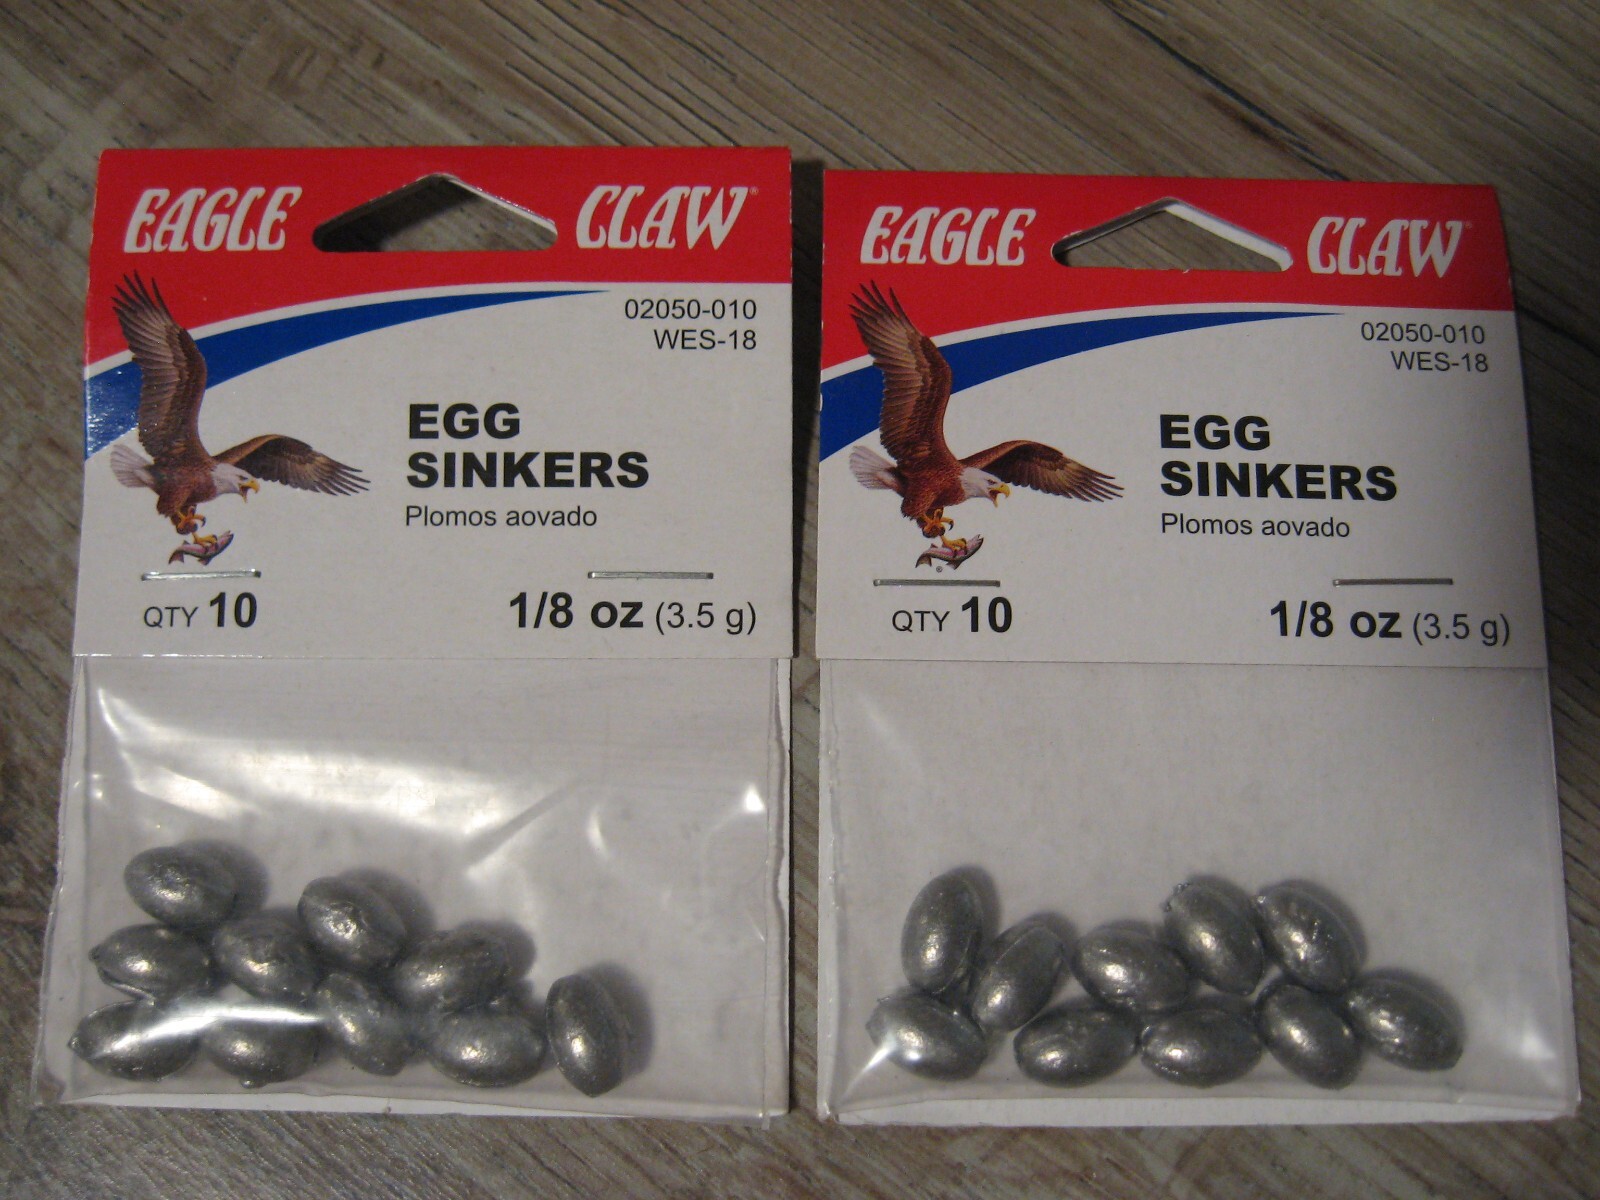 EAGLE CLAW®
02050-010
WES-18
EGG
SINKERS
Plomos aovado
QTY 10
1/8 oz (3.5 g)
EAGLE CLAW®
02050-010
WES-18
EGG
SINKERS
Plomos aovado
QTY 10
1/8 oz (3.5 g)